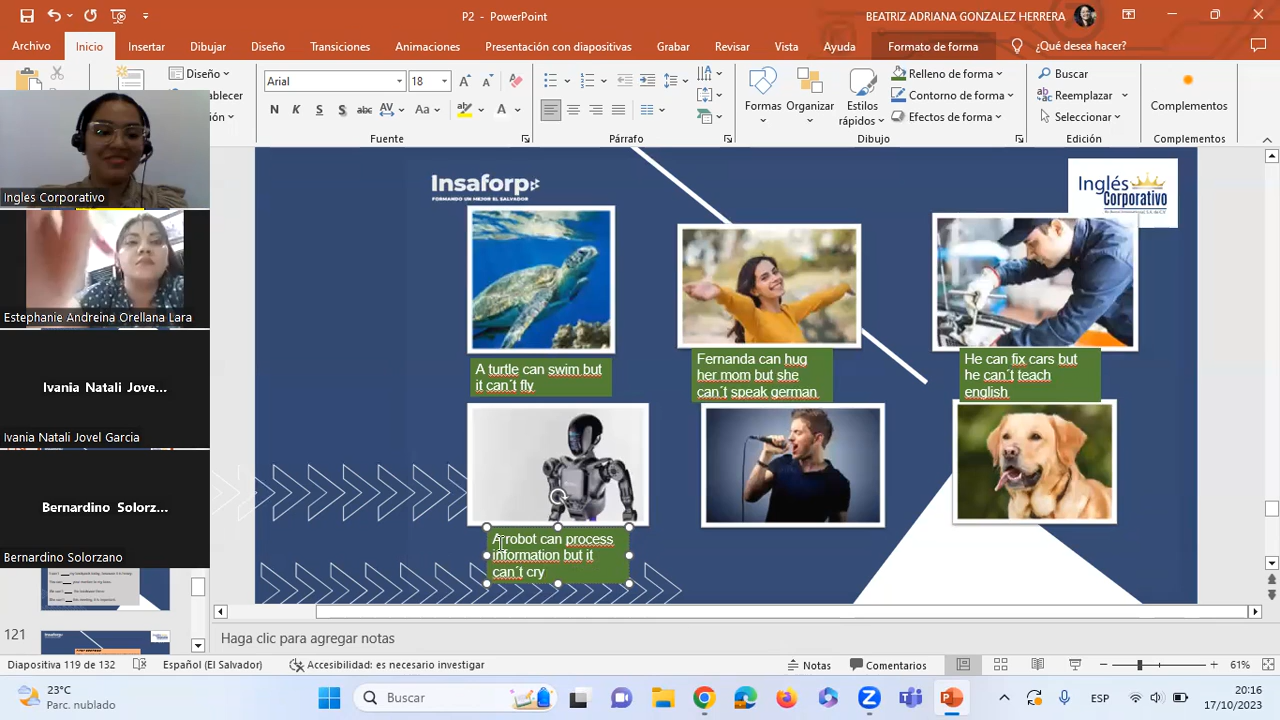 P2 - PowerPoint
BEATRIZ ADRIANA GONZALEZ HERRERA
Archivo Inicio Insertar Dibujar Diseño Transiciones Animaciones Presentación con diapositivas Grabar Revisar Vista Ayuda Formato de forma ¿Qué desea hacer?
Diseño
Arial 18
N K S S abc AV Aa A
Fuente
Párrafo
Formas
Organizar
Estilos
rápidos
Relleno de forma
Contorno de forma
Efectos de forma
Dibujo
Buscar
Reemplazar
Seleccionar
Edición
Complementos
Complementos
Inglés Corporativo
Estephanie Andreina Orellana Lara
Ivania Natali Jove...
Ivania Natali Jovel Garcia
Bernardino Solorz...
Bernardino Solorzano
Insaforp
FORMANDO UN MEJOR EL SALVADOR
Inglés
Corporativo
A turtle can swim but
it can´t fly
Fernanda can hug
her mom but she
can´t speak german
He can fix cars but
he can´t teach
english
A robot can process
information but it
can´t cry
121
Haga clic para agregar notas
Diapositiva 119 de 132 Español (El Salvador) Accesibilidad: es necesario investigar Notas Comentarios 61%
23°C
Parc. nublado
Buscar
ESP
20:16
17/10/2023